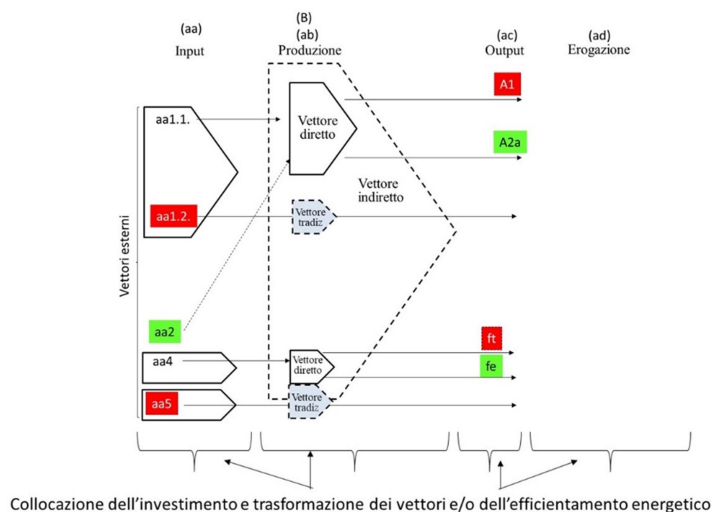 (B)
(aa)
Input
(ab)
Produzione
(ac)
Output
(ad)
Erogazione
A1
aa1.1.
Vettore
diretto
A2a
Vettore
indiretto
aa1.2.
Vettore
tradiz
Vettori esterni
aa2
ft
aa4
Vettore
diretto
fe
aa5
Vettore
tradiz
Collocazione dell'investimento e trasformazione dei vettori e/o dell'efficientamento energetico